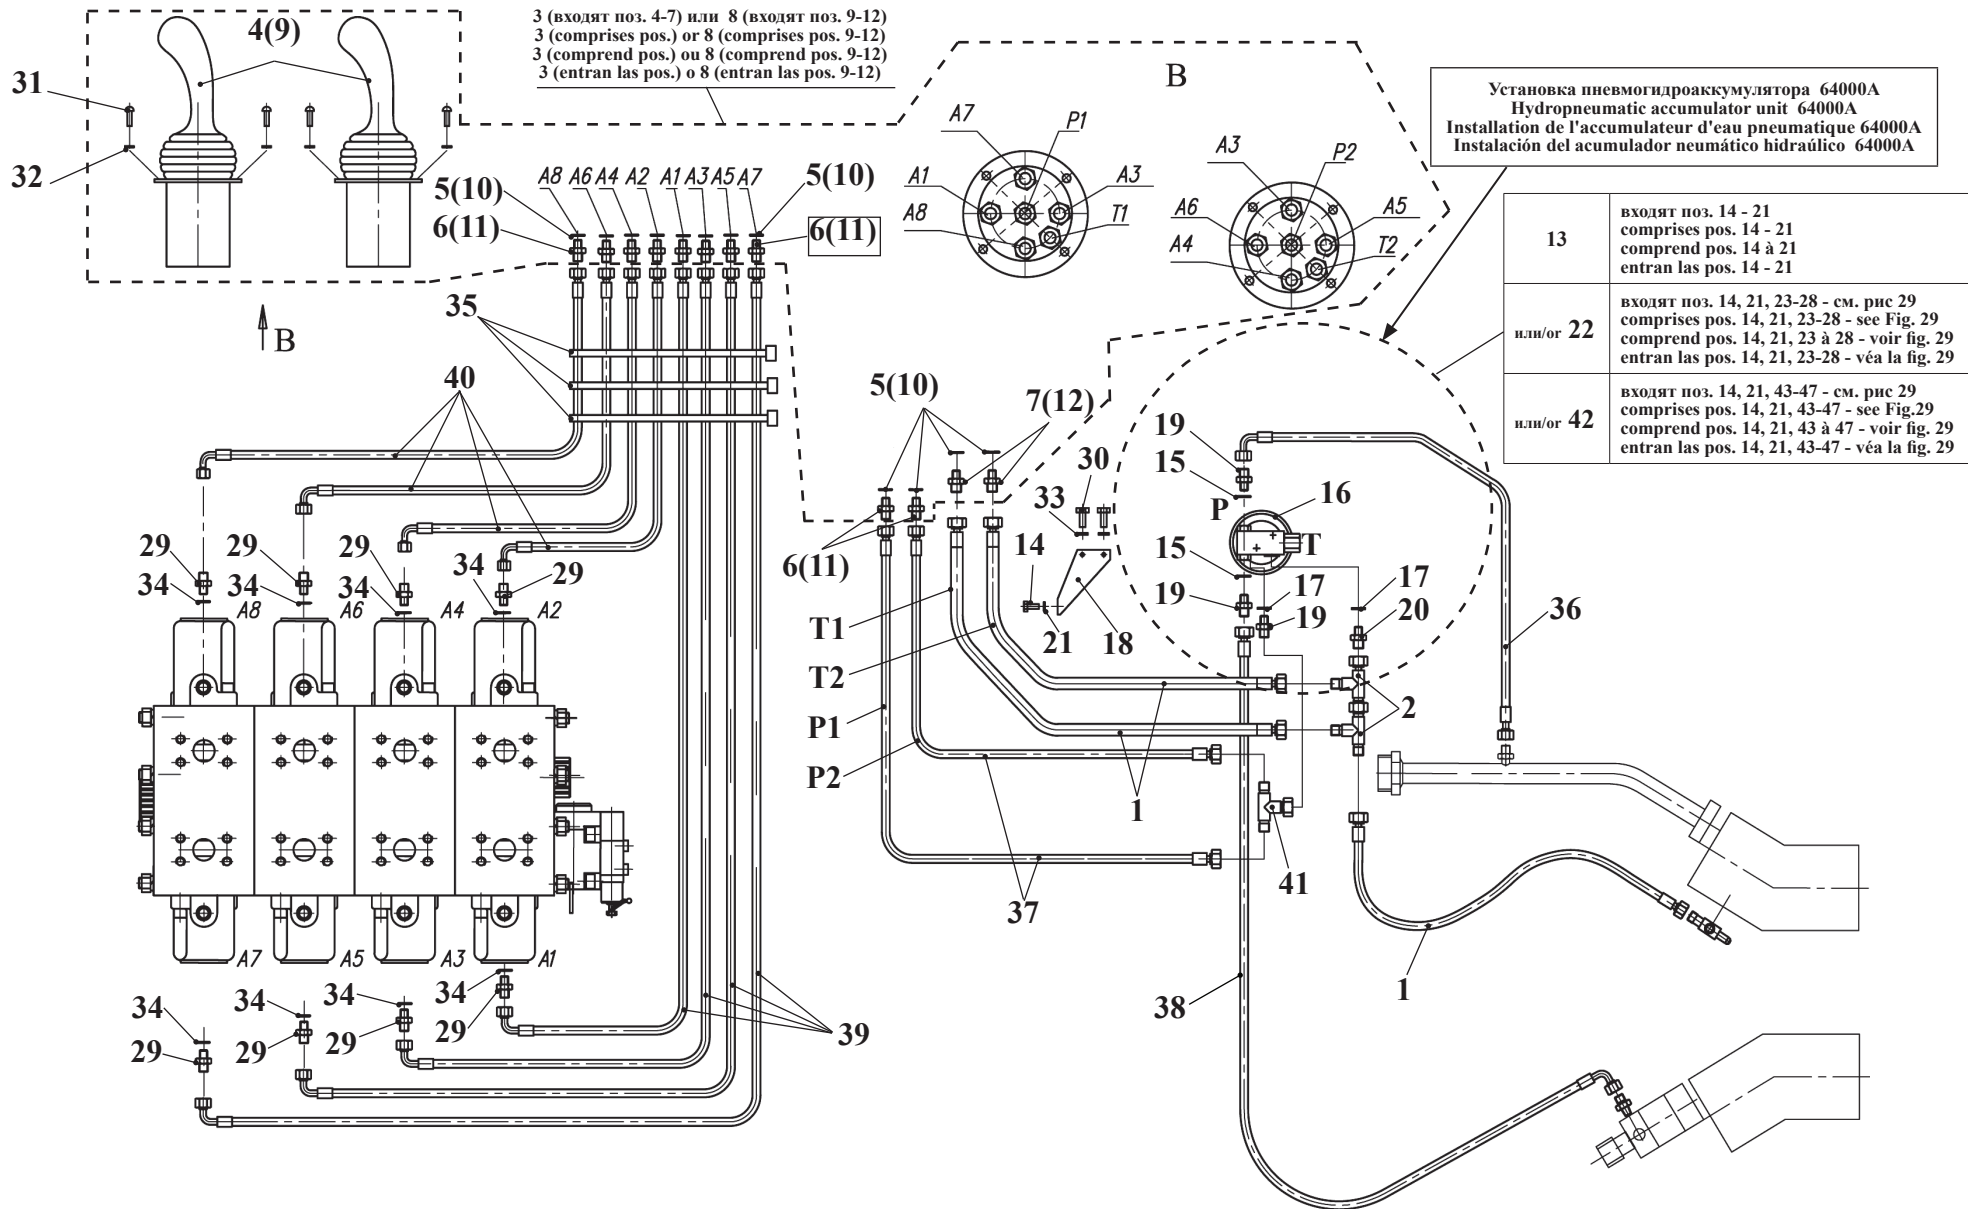 3 (входят поз. 4-7) или 8 (входят поз. 9-12)
3 (comprises pos.) or 8 (comprises pos. 9-12)
3 (comprend pos.) ou 8 (comprend pos. 9-12)
3 (entran las pos.) o 8 (entran las pos. 9-12)
4(9)
31
32
B
B
A7
P1
A1
A3
A8
T1
A3
P2
A6
A5
A4
T2
Установка пневмогидроаккумулятора 64000А
Hydropneumatic accumulator unit 64000A
Installation de l'accumulateur d'eau pneumatique 64000A
Instalación del acumulador neumático hidraúlico 64000A
13
входят поз. 14 - 21
comprises pos. 14 - 21
comprend pos. 14 à 21
entran las pos. 14 - 21
или/or 22
входят поз. 14, 21, 23-28 - см. рис 29
comprises pos. 14, 21, 23-28 - see Fig. 29
comprend pos. 14, 21, 23 à 28 - voir fig. 29
entran las pos. 14, 21, 23-28 - véa la fig. 29
или/or 42
входят поз. 14, 21, 43-47 - см. рис 29
comprises pos. 14, 21, 43-47 - see Fig.29
comprend pos. 14, 21, 43 à 47 - voir fig. 29
entran las pos. 14, 21, 43-47 - véa la fig. 29
5(10)
A8 A6 A4 A2 A1 A3 A5 A7
5(10)
6(11)
6(11)
35
40
5(10)
7(12)
19
30
15
33
P
16
T
14
15
6(11)
17
17
19
19
20
21
18
36
T1
T2
2
P1
P2
1
41
37
1
38
29
29
29
29
34
34
34
34
A8
A6
A4
A2
A7
A5
A3
A1
34
34
34
34
29
29
29
29
39